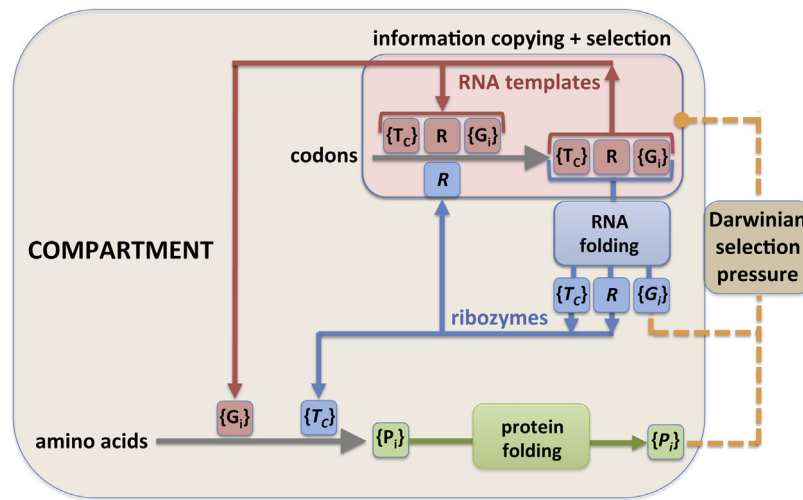 information copying + selection
RNA templates
{T_C} R {G_i}
codons
R
{T_C} R {G_i}
RNA
folding
Darwinian
selection
pressure
COMPARTMENT
{T_C} R {G_i}
ribozymes
{G_i}
{T_C}
amino acids
{P_i}
protein
folding
{P_i}